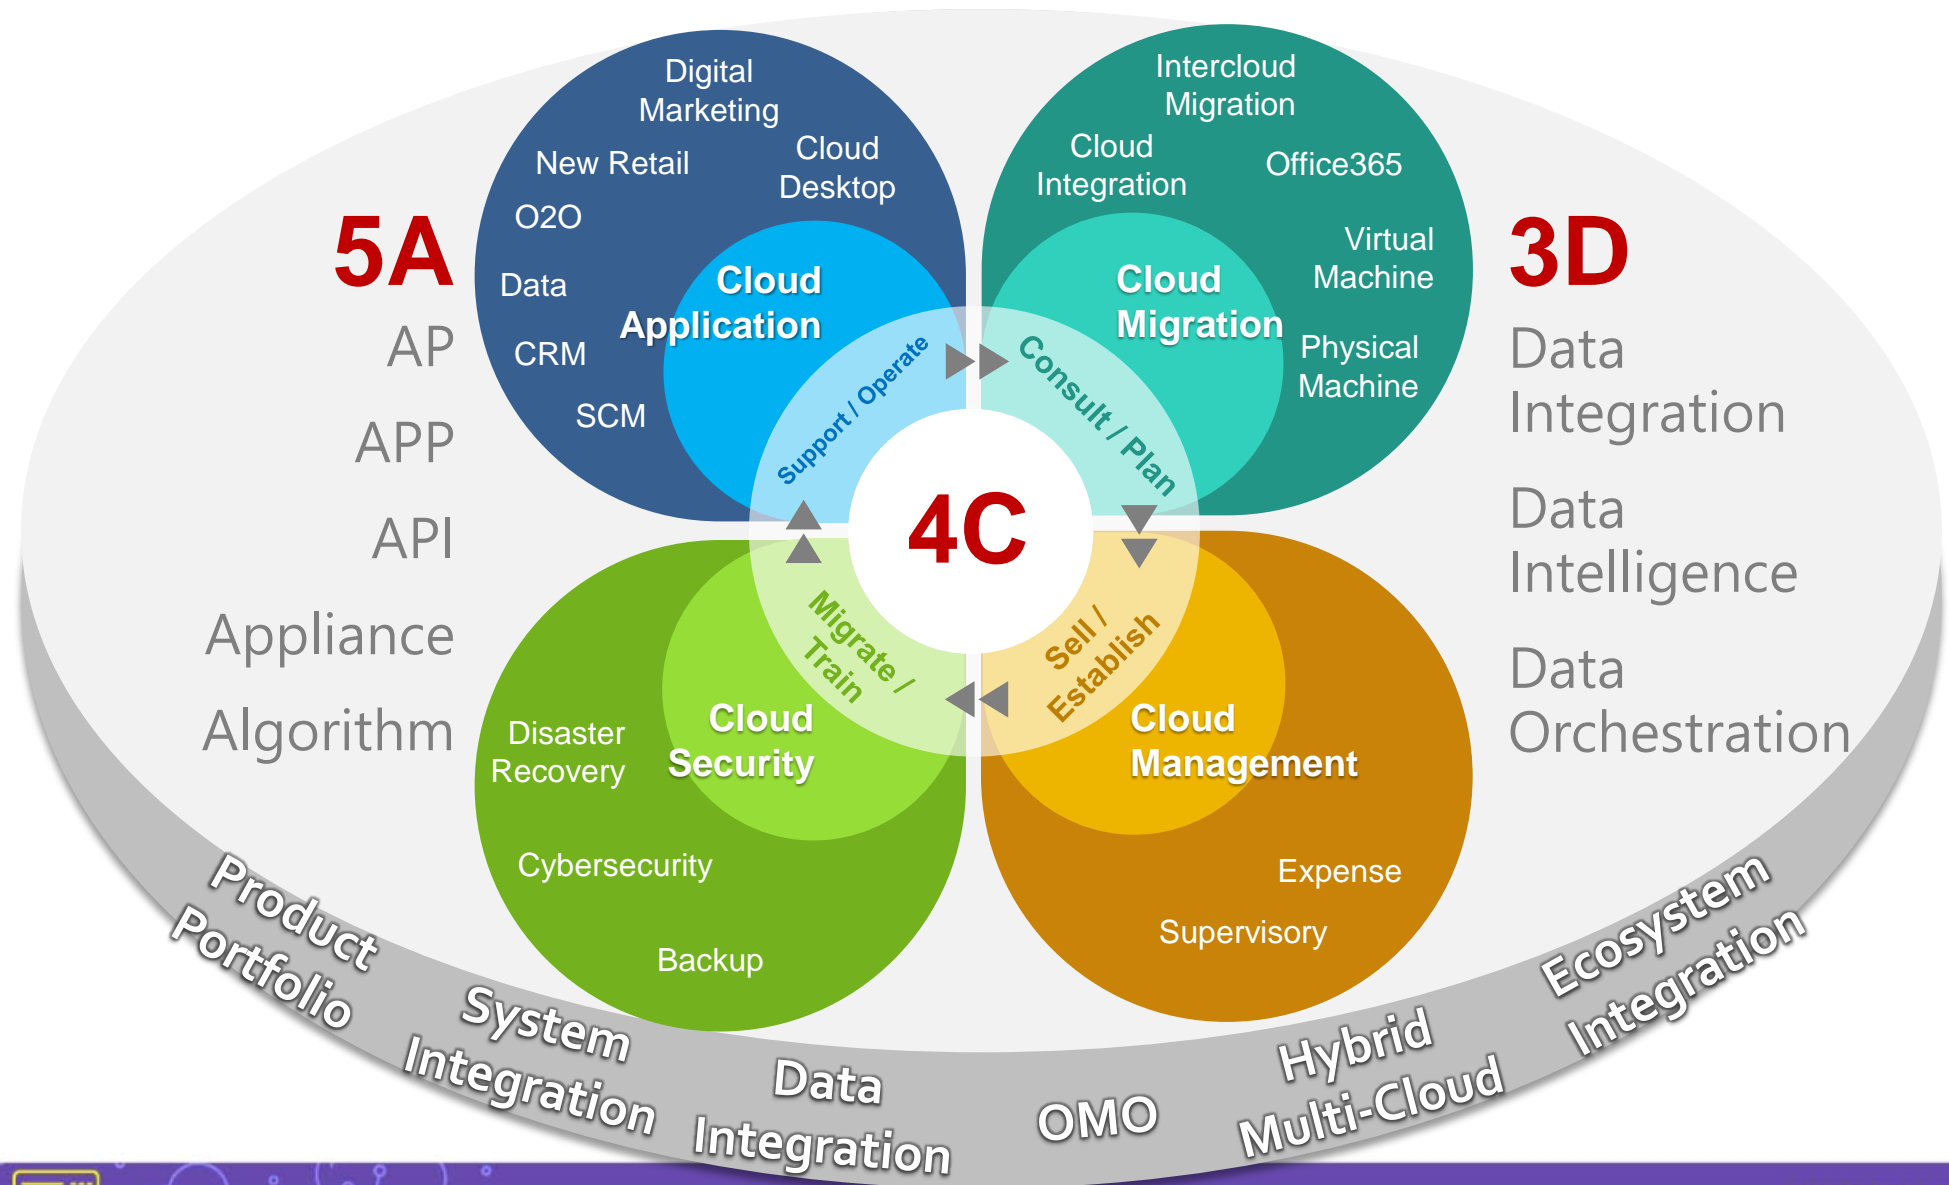 5A
AP
APP
API
Appliance
Algorithm
Digital
Marketing
New Retail
Cloud
Desktop
O2O
Data
CRM
SCM
Cloud
Application
Intercloud
Migration
Cloud
Integration
Office365
Virtual
Machine
Physical
Machine
Cloud
Migration
Support / Operate
Consult / Plan
4C
Migrate /
Train
Sell /
Establish
Cloud
Security
Disaster
Recovery
Cybersecurity
Backup
Cloud
Management
Expense
Supervisory
3D
Data
Integration
Data
Intelligence
Data
Orchestration
Product
Portfolio
System
Integration
Data
Integration
OMO
Hybrid
Multi-Cloud
Ecosystem
Integration